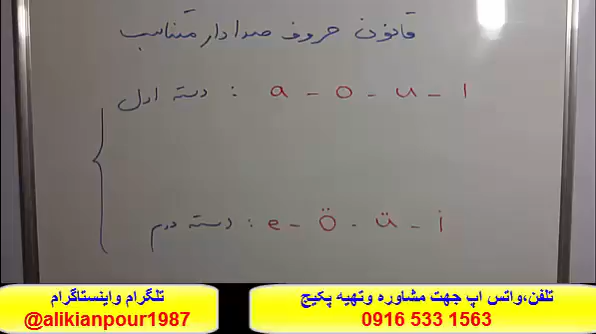 قانون حروف صدادار متناسب
دسته اول : a - o - u - ı
دسته دوم : e - ö - ü - i
تلفن،واتس اپ جهت مشاوره وتهیه پکیج
0916 533 1563
تلگرام واینستاگرام
@alikianpour1987